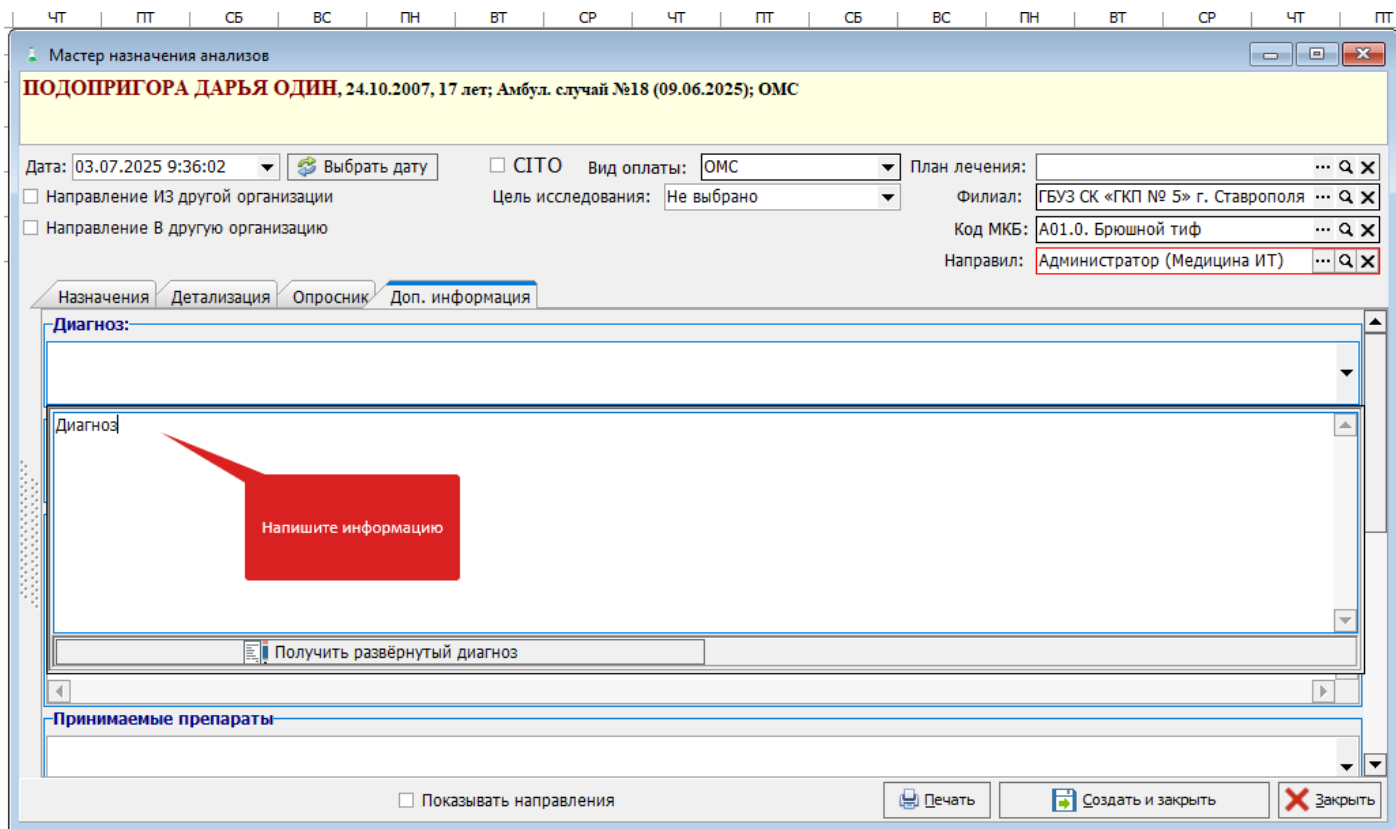 ЧТ ПТ СБ ВС ПН ВТ СР ЧТ ПТ СБ ВС ПН ВТ СР ЧТ ПТ
Мастер назначения анализов
ПОДОПРИГОРА ДАРЬЯ ОДИН, 24.10.2007, 17 лет; Амбул. случай №18 (09.06.2025); ОМС
Дата: 03.07.2025 9:36:02 Выбрать дату CITO Вид оплаты: ОМС План лечения:
Направление ИЗ другой организации Цель исследования: Не выбрано Филиал: ГБУЗ СК «ГКП № 5» г. Ставрополя
Направление В другую организацию Код МКБ: A01.0. Брюшной тиф
Направил: Администратор (Медицина ИТ)
Назначения Детализация Опросник Доп. информация
Диагноз:
Диагноз
Напишите информацию
Получить развёрнутый диагноз
Принимаемые препараты
Показывать направления Печать Создать и закрыть Закрыть